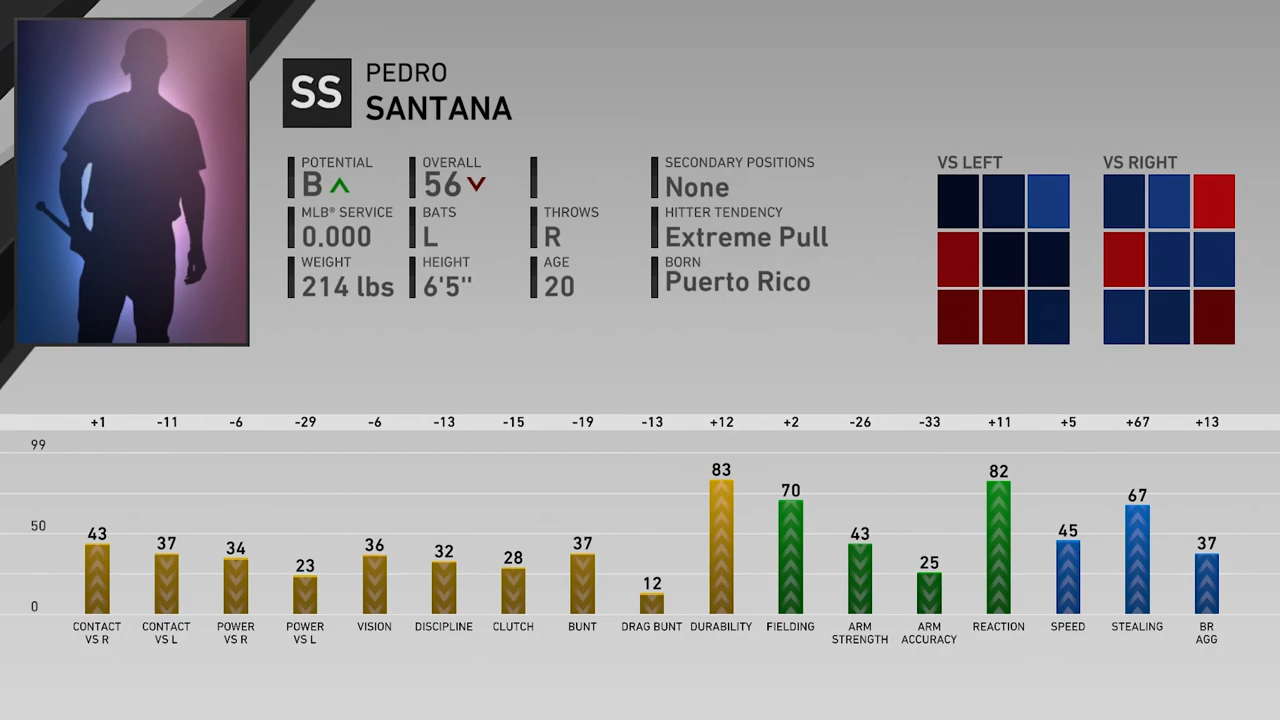 SS
PEDRO
SANTANA
POTENTIAL OVERALL SECONDARY POSITIONS
B 56 None
MLB® SERVICE BATS THROWS HITTER TENDENCY
0.000 L R Extreme Pull
WEIGHT HEIGHT AGE BORN
214 lbs 6'5" 20 Puerto Rico
VS LEFT VS RIGHT
+1 -11 -6 -29 -6 -13 -15 -19 -13 +12 +2 -26 -33 +11 +5 +67 +13
99
50
0
43 37 34 23 36 32 28 37 12 83 70 43 25 82 45 67 37
CONTACT VS R
CONTACT VS L
POWER VS R
POWER VS L
VISION
DISCIPLINE
CLUTCH
BUNT
DRAG BUNT
DURABILITY
FIELDING
ARM STRENGTH
ARM ACCURACY
REACTION
SPEED
STEALING
BR AGG